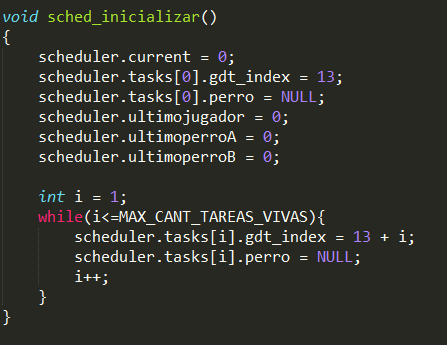 void sched_inicializar()
{
    scheduler.current = 0;
    scheduler.tasks[0].gdt_index = 13;
    scheduler.tasks[0].perro = NULL;
    scheduler.ultimojugador = 0;
    scheduler.ultimoperroA = 0;
    scheduler.ultimoperroB = 0;

    int i = 1;
    while(i<=MAX_CANT_TAREAS_VIVAS){
        scheduler.tasks[i].gdt_index = 13 + i;
        scheduler.tasks[i].perro = NULL;
        i++;
    }
}